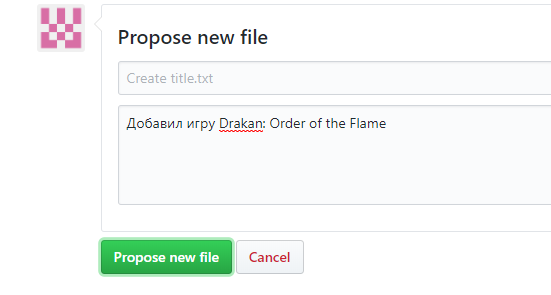 Propose new file
Create title.txt
Добавил игру Drakan: Order of the Flame
Propose new file
Cancel